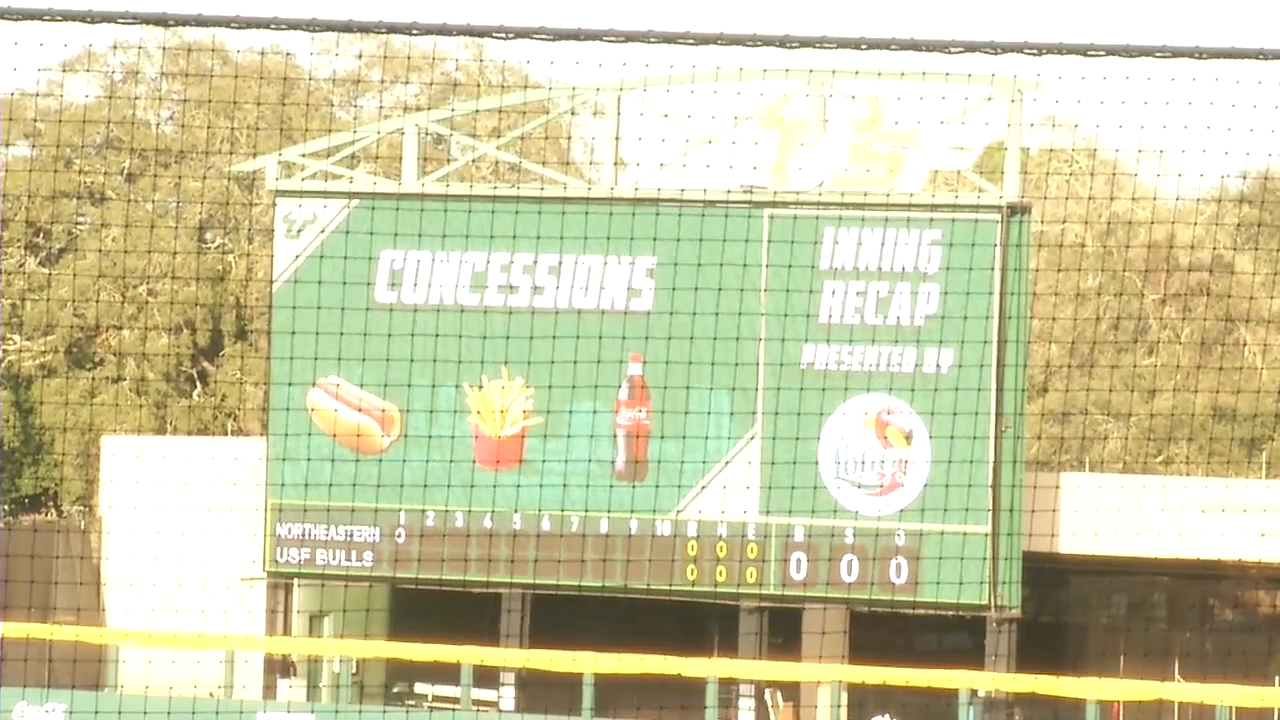 USF
CONCESSIONS
INNING
RECAP
PRESENTED BY
1 2 3 4 5 6 7 8 9 10 R H E B S O
NORTHEASTERN 0 0 0 0
USF BULLS 0 0 0 0 0 0